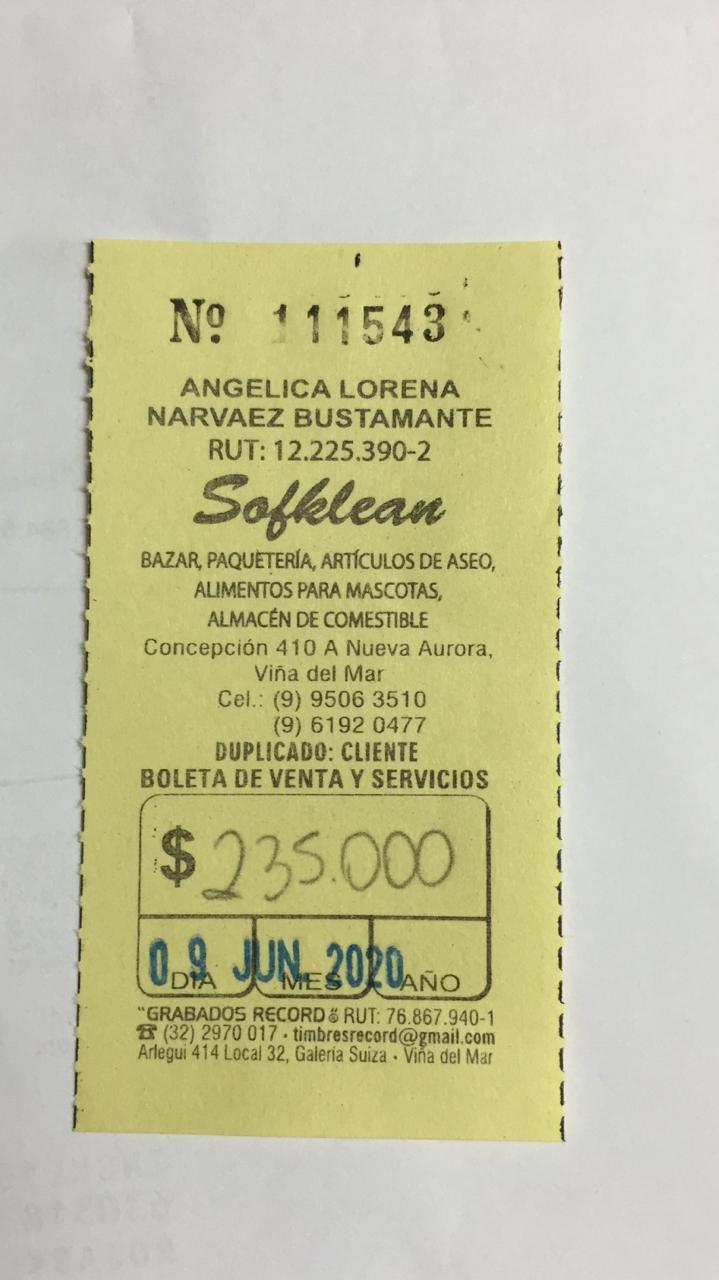 Nº 111543
ANGELICA LORENA
NARVAEZ BUSTAMANTE
RUT: 12.225.390-2
Sofklean
BAZAR, PAQUETERÍA, ARTÍCULOS DE ASEO,
ALIMENTOS PARA MASCOTAS,
ALMACÉN DE COMESTIBLE
Concepción 410 A Nueva Aurora,
Viña del Mar
Cel.: (9) 9506 3510
(9) 6192 0477
DUPLICADO: CLIENTE
BOLETA DE VENTA Y SERVICIOS
$ 235.000
09 JUN. 2020
DIA MES AÑO
"GRABADOS RECORD RUT: 76.867.940-1
☎ (32) 2970 017 · timbresrecord@gmail.com
Arlegui 414 Local 32, Galería Suiza · Viña del Mar